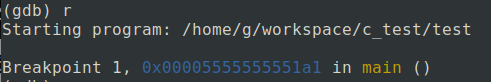 (gdb) r
Starting program: /home/g/workspace/c_test/test
Breakpoint 1, 0x00005555555551a1 in main ()